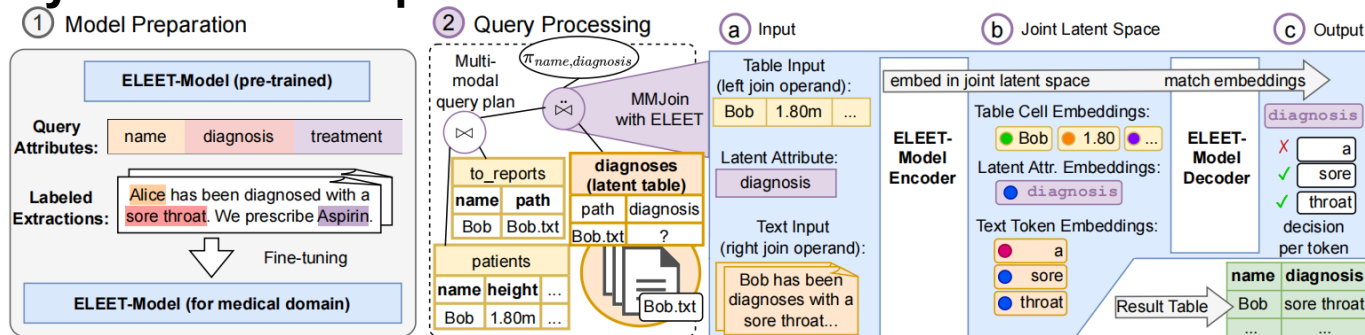 1 Model Preparation
ELEET-Model (pre-trained)
Query
Attributes:
name diagnosis treatment
Labeled
Extractions:
Alice has been diagnosed with a
sore throat. We prescribe Aspirin.
Fine-tuning
ELEET-Model (for medical domain)
2 Query Processing
Multi-
modal
query plan
π name,diagnosis
⋈
⋈̈
MMJoin
with ELEET
to_reports
name path
Bob Bob.txt
diagnoses
(latent table)
path diagnosis
Bob.txt ?
patients
name height ...
Bob 1.80m ...
Bob.txt
a Input
Table Input
(left join operand):
Bob 1.80m ...
Latent Attribute:
diagnosis
Text Input
(right join operand):
Bob has been
diagnoses with a
sore throat...
ELEET-
Model
Encoder
b Joint Latent Space
embed in joint latent space match embeddings
Table Cell Embeddings:
Bob 1.80 ...
Latent Attr. Embeddings:
diagnosis
Text Token Embeddings:
a
sore
throat
ELEET-
Model
Decoder
c Output
diagnosis
✗ a
✓ sore
✓ throat
decision
per token
Result Table
name diagnosis
Bob sore throat
... ...